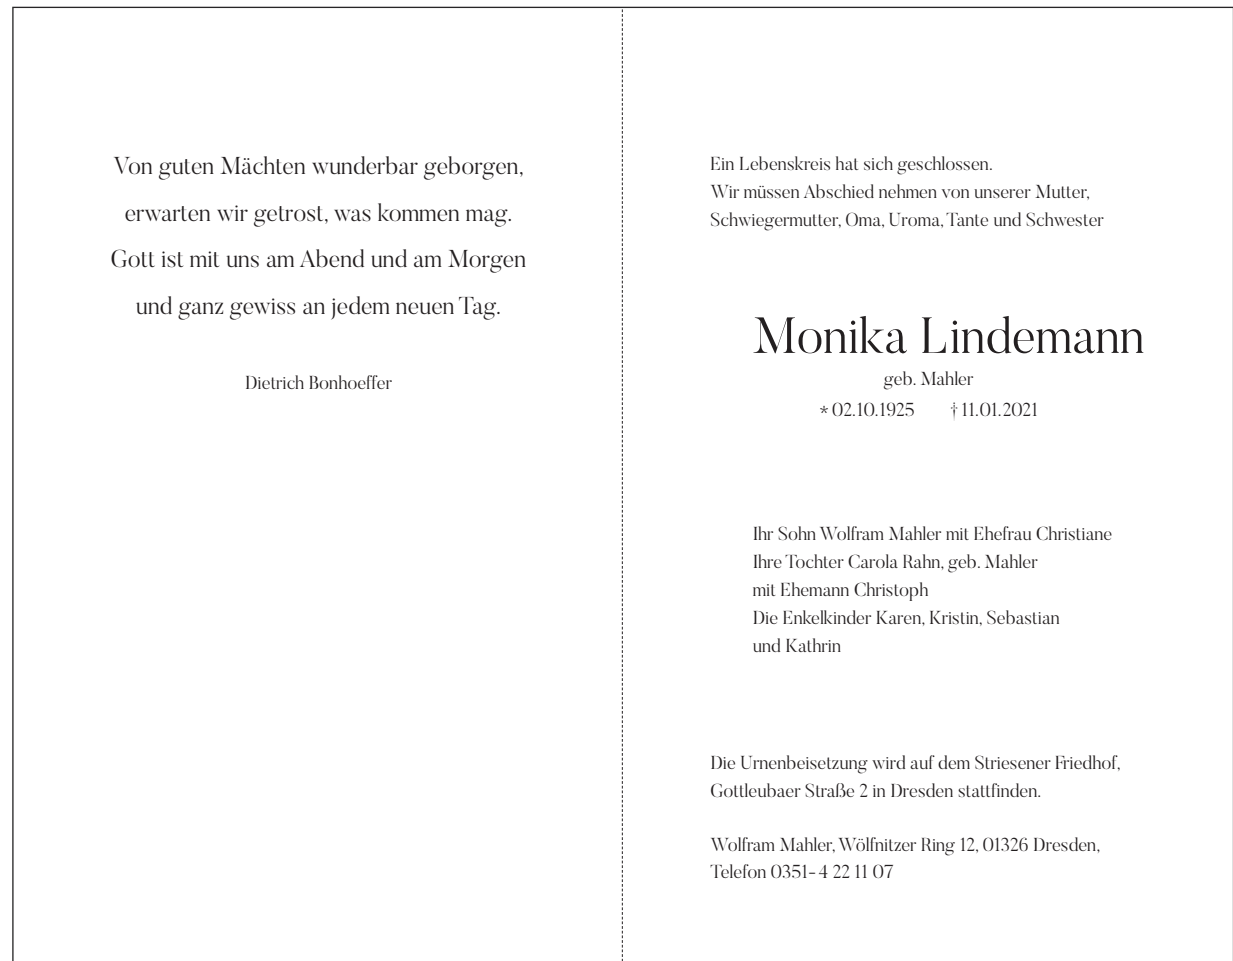 Von guten Mächten wunderbar geborgen,
erwarten wir getrost, was kommen mag.
Gott ist mit uns am Abend und am Morgen
und ganz gewiss an jedem neuen Tag.
Dietrich Bonhoeffer
Ein Lebenskreis hat sich geschlossen.
Wir müssen Abschied nehmen von unserer Mutter,
Schwiegermutter, Oma, Uroma, Tante und Schwester
Monika Lindemann
geb. Mahler
* 02.10.1925 † 11.01.2021
Ihr Sohn Wolfram Mahler mit Ehefrau Christiane
Ihre Tochter Carola Rahn, geb. Mahler
mit Ehemann Christoph
Die Enkelkinder Karen, Kristin, Sebastian
und Kathrin
Die Urnenbeisetzung wird auf dem Striesener Friedhof,
Gottleubaer Straße 2 in Dresden stattfinden.
Wolfram Mahler, Wölfnitzer Ring 12, 01326 Dresden,
Telefon 0351- 4 22 11 07